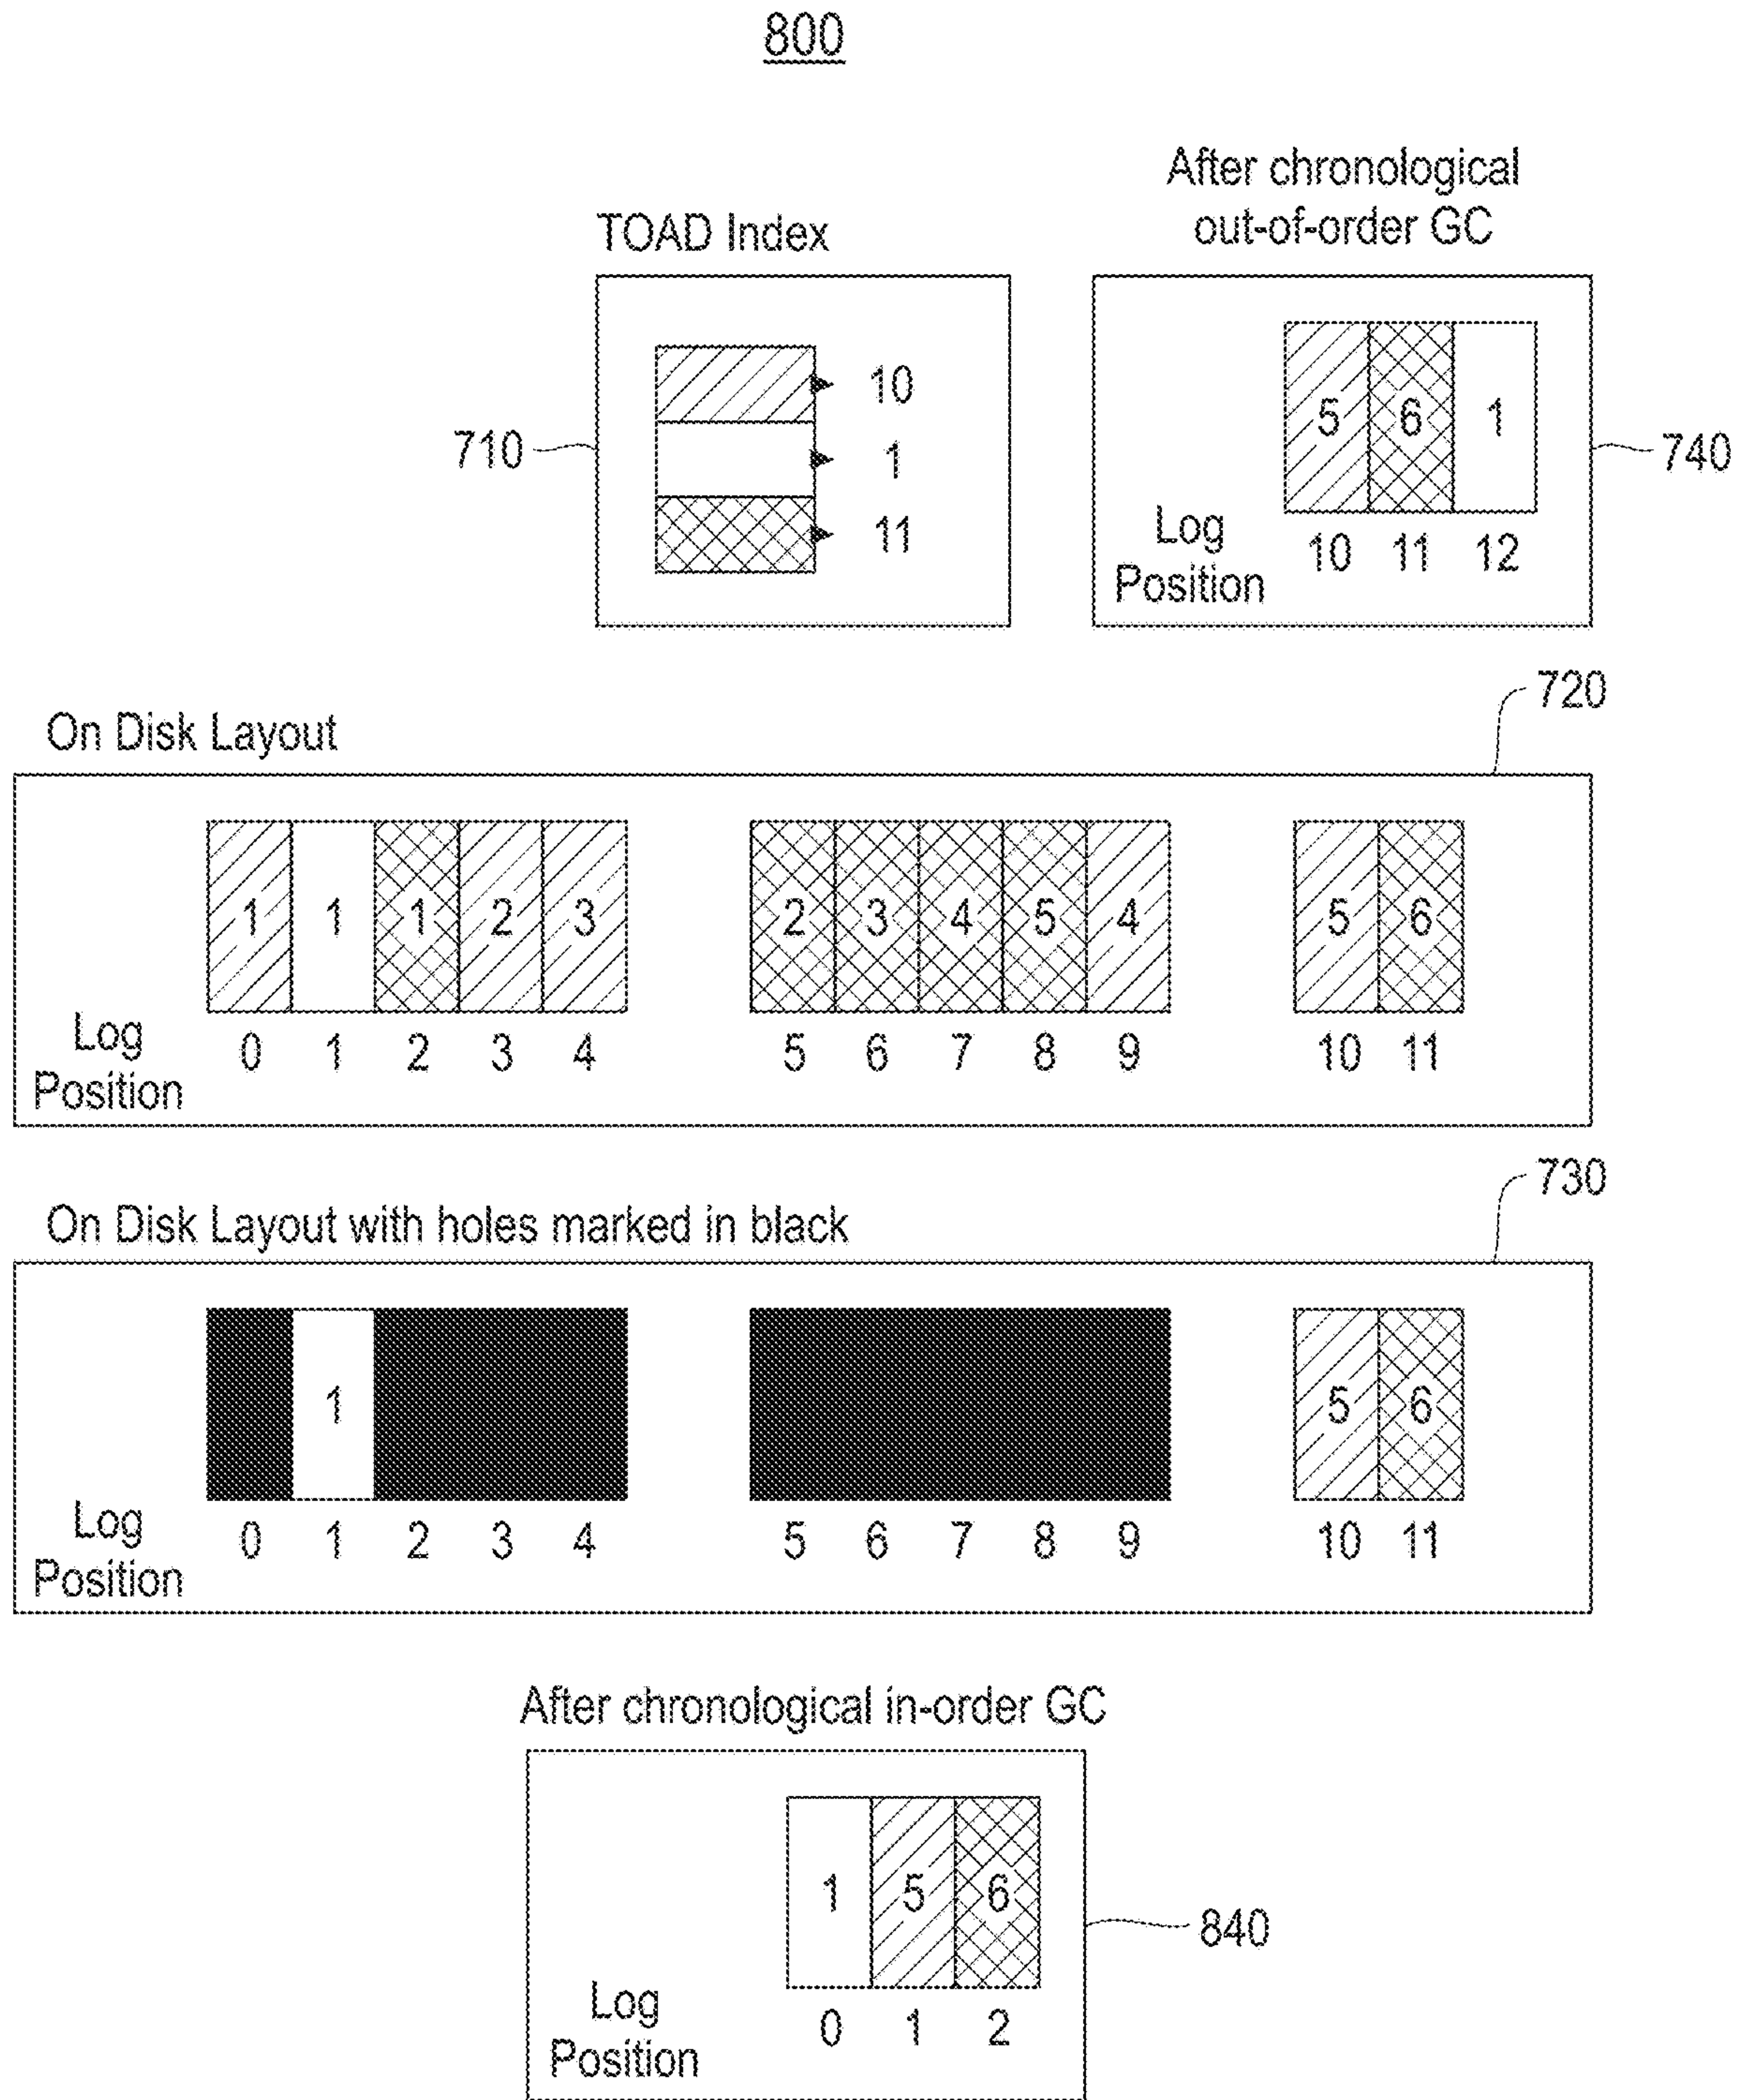 800
TOAD Index
10
1
11
710
After chronological
out-of-order GC
5 6 1
Log
Position
10 11 12
740
720
On Disk Layout
1 1 1 2 3 2 3 4 5 4 5 6
Log
Position
0 1 2 3 4 5 6 7 8 9 10 11
730
On Disk Layout with holes marked in black
1 5 6
Log
Position
0 1 2 3 4 5 6 7 8 9 10 11
After chronological in-order GC
1 5 6
Log
Position
0 1 2
840